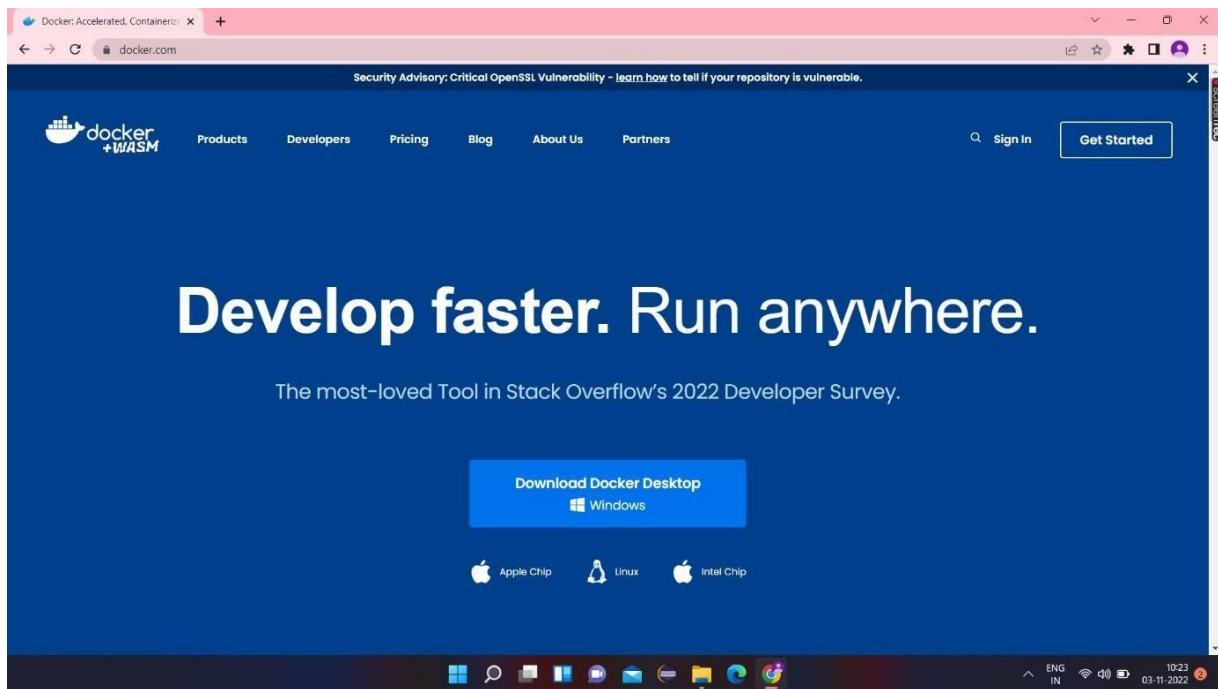 Docker: Accelerated, Containeriz
docker.com
Security Advisory: Critical OpenSSL Vulnerability - learn how to tell if your repository is vulnerable.
docker
+WASM
Products Developers Pricing Blog About Us Partners Sign In Get Started
Develop faster. Run anywhere.
The most-loved Tool in Stack Overflow's 2022 Developer Survey.
Download Docker Desktop
Windows
Apple Chip Linux Intel Chip
ENG
IN
10:23
03-11-2022
2